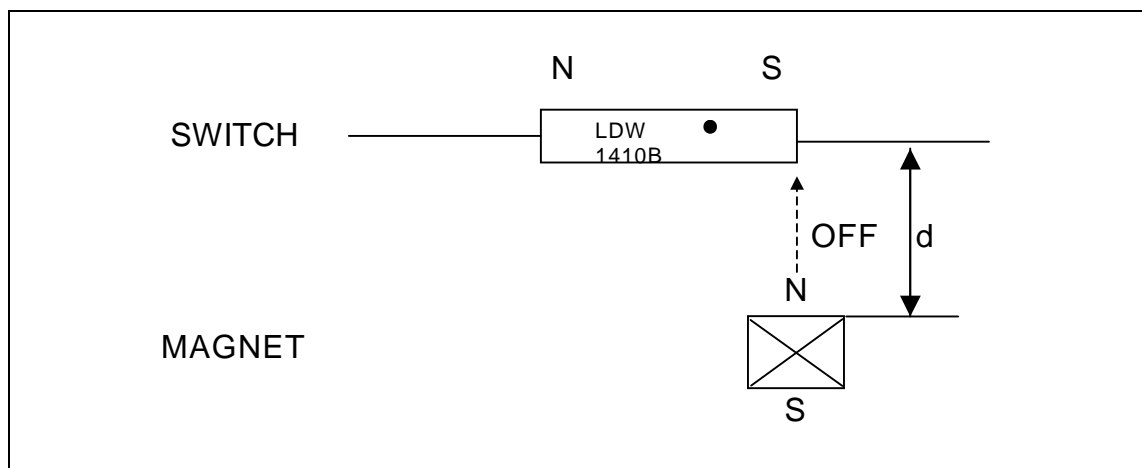 N S
SWITCH
LDW
1410B
OFF d
N
MAGNET
S